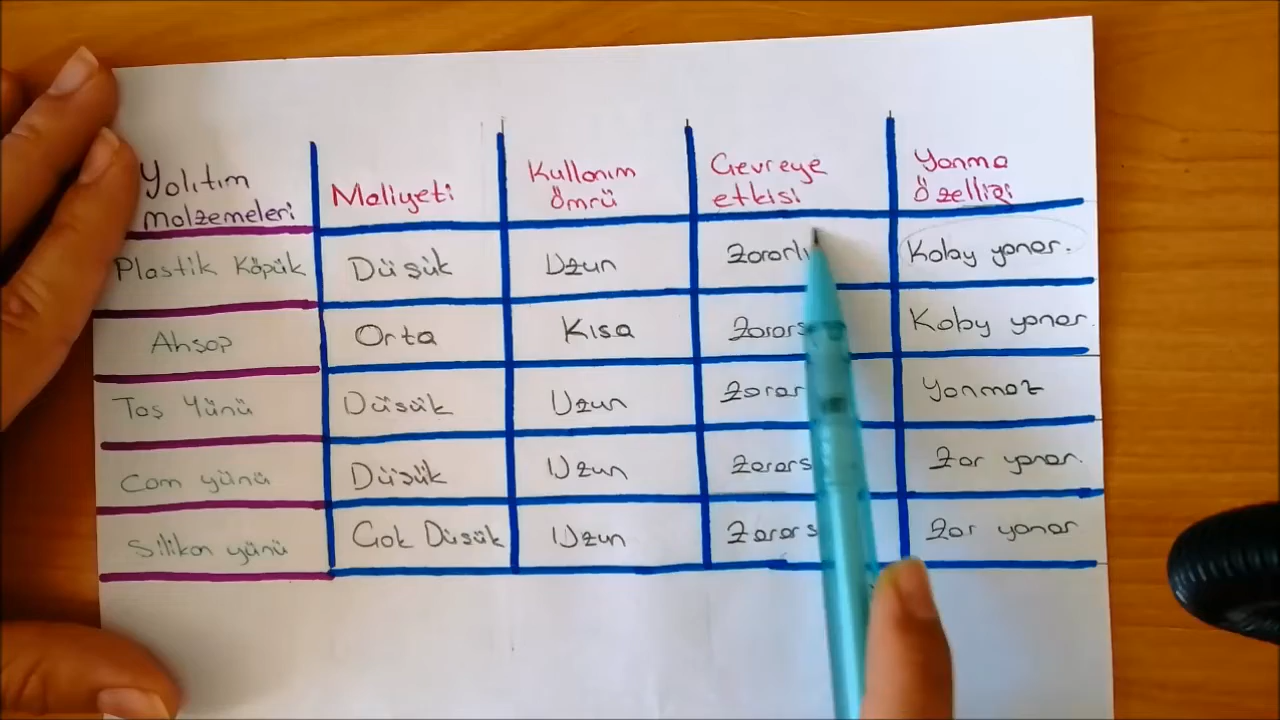 Yalıtım
malzemeleri
Maliyeti
Kullanım
ömrü
Çevreye
etkisi
Yanma
özelliği
Plastik Köpük Düşük Uzun Zararlı Kolay yanar.
Ahşap Orta Kısa Kolay yanar.
Taş Yünü Düşük Uzun Yanmaz
Cam yünü Düşük Uzun Zor yanar.
Silikon yünü Çok Düşük Uzun Zor yanar